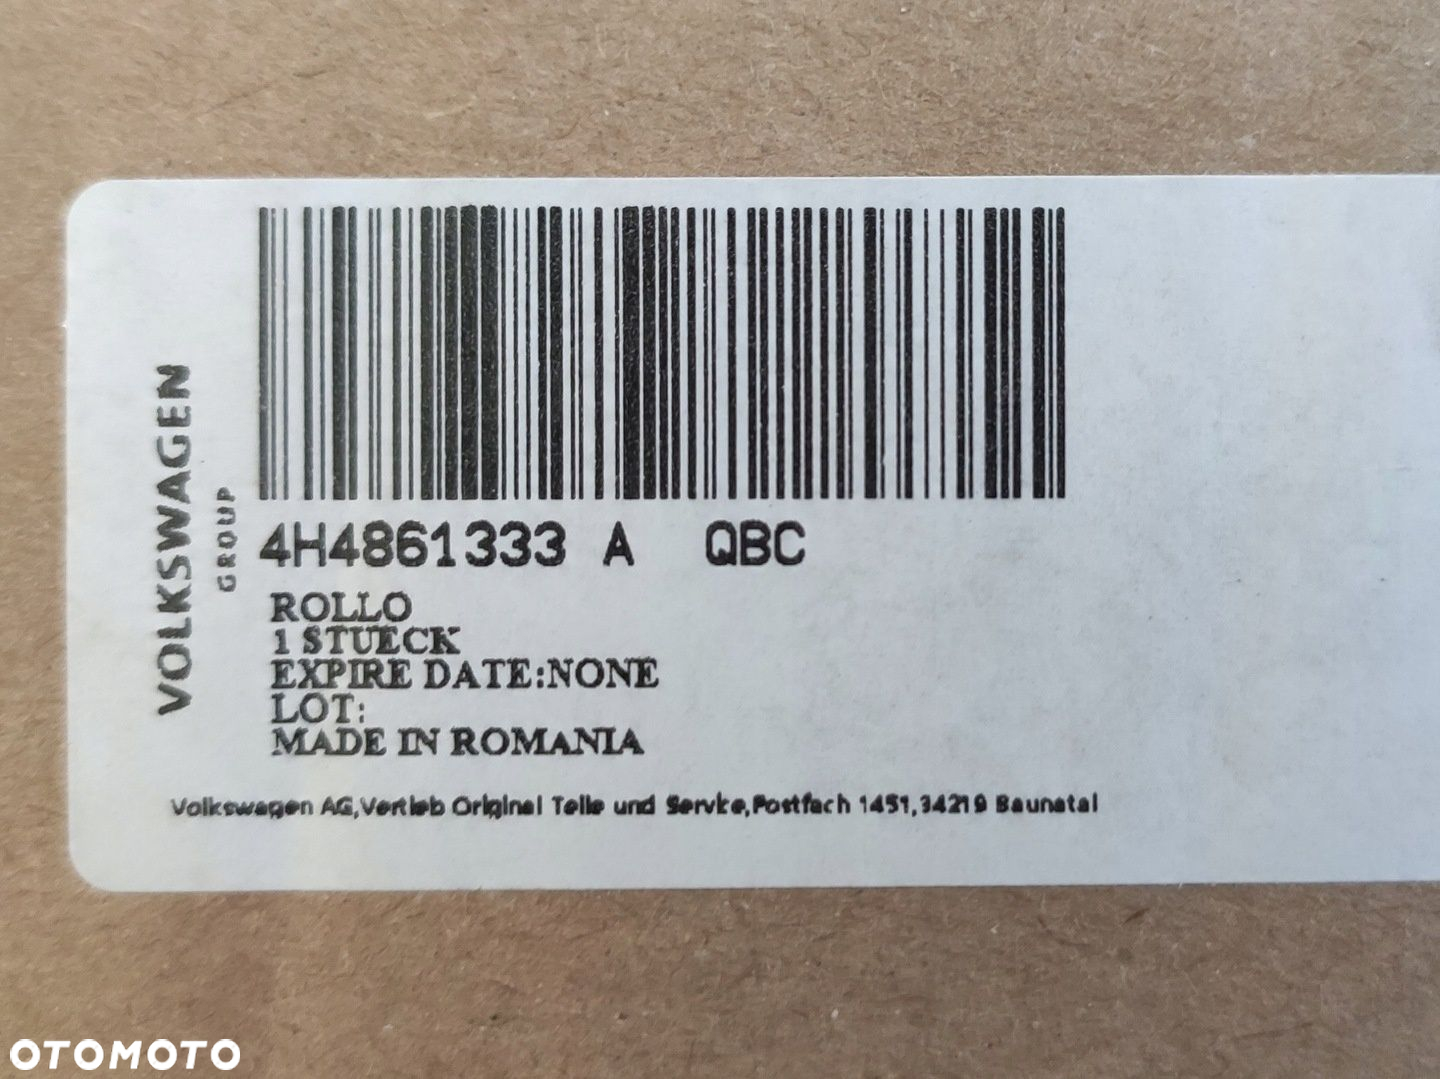 VOLKSWAGEN
GROUP
4H4861333 A QBC
ROLLO
1 STUECK
EXPIRE DATE:NONE
LOT:
MADE IN ROMANIA
Volkswagen AG,Vertrieb Original Teile und Service,Postfach 1451,34219 Baunatal
OTOMOTO